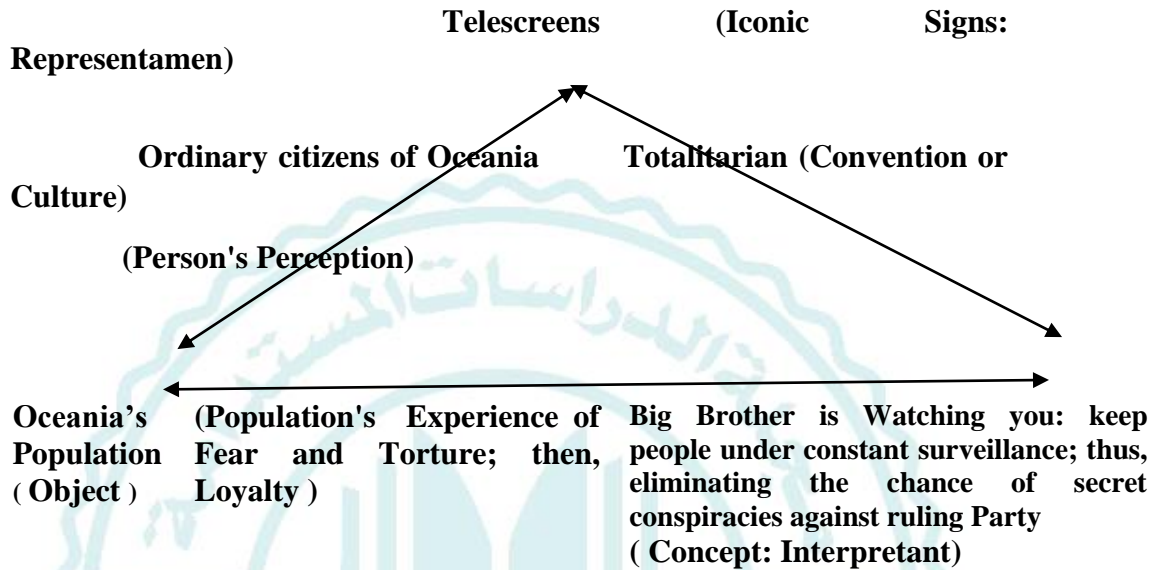 Telescreens (Iconic Signs:
Representamen)
Ordinary citizens of Oceania Totalitarian (Convention or
Culture)
(Person's Perception)
Oceania’s (Population's Experience of
Population Fear and Torture; then,
( Object ) Loyalty )
Big Brother is Watching you: keep
people under constant surveillance; thus,
eliminating the chance of secret
conspiracies against ruling Party
( Concept: Interpretant)